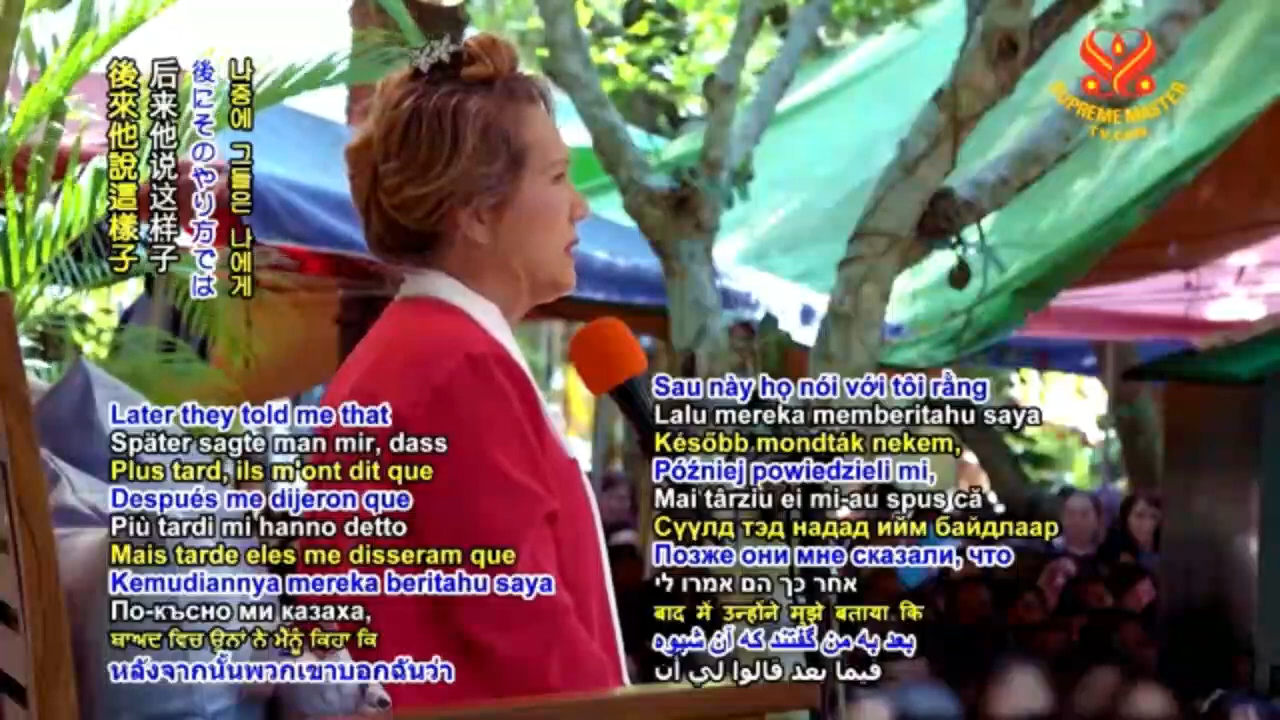 後來他說這樣子
后来他说这样子
後にそのやり方では
나중에 그들은 나에게
SUPREME MASTER
TV.com
Later they told me that
Später sagte man mir, dass
Plus tard, ils m'ont dit que
Después me dijeron que
Più tardi mi hanno detto
Mais tarde eles me disseram que
Kemudiannya mereka beritahu saya
По-късно ми казаха,
ਬਾਅਦ ਵਿਚ ਉਨਾਂ ਨੇ ਮੈਨੂੰ ਕਿਹਾ ਕਿ
หลังจากนั้นพวกเขาบอกฉันว่า
Sau này họ nói với tôi rằng
Lalu mereka memberitahu saya
Később mondták nekem,
Później powiedzieli mi,
Mai târziu ei mi-au spus că
Сүүлд тэд надад ийм байдлаар
Позже они мне сказали, что
אחר כך הם אמרו לי
बाद में उन्होंने मुझे बताया कि
بعد به من گفتند که آن شیوه
فيما بعد قالوا لي أن